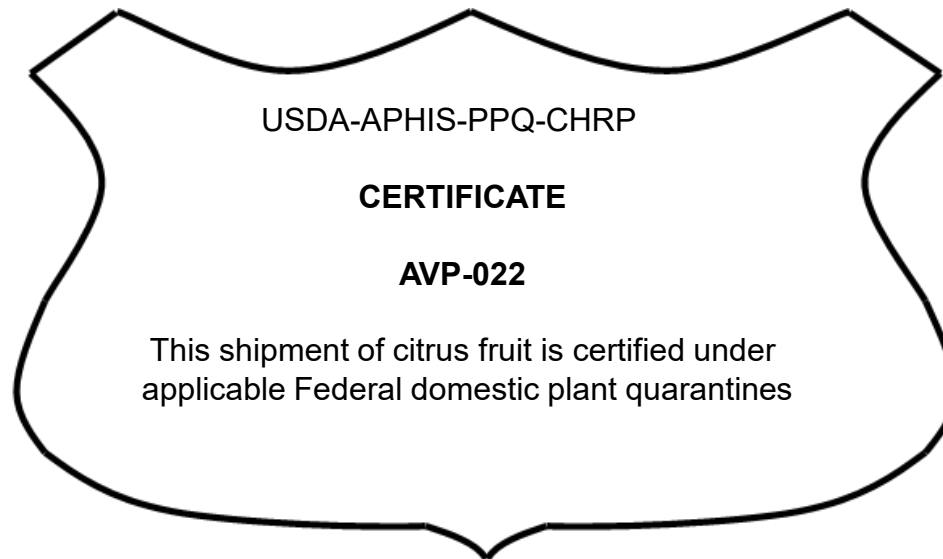 USDA-APHIS-PPQ-CHRP
CERTIFICATE
AVP-022
This shipment of citrus fruit is certified under
applicable Federal domestic plant quarantines